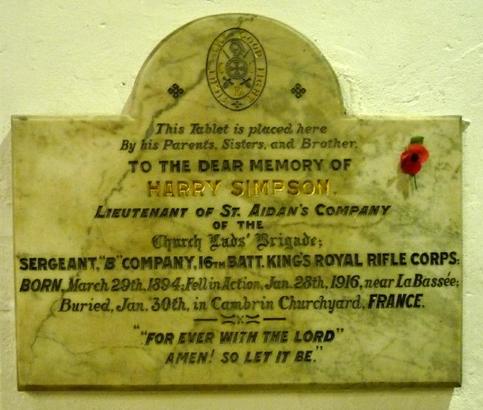 This Tablet is placed here
By his Parents, Sisters, and Brother,
TO THE DEAR MEMORY OF
HARRY SIMPSON.
LIEUTENANT OF ST. AIDAN'S COMPANY
OF THE
Church Lads' Brigade;
SERGEANT, "B" COMPANY, 16TH BATT. KING'S ROYAL RIFLE CORPS:
BORN, March 29th, 1894; Fell in Action, Jan. 28th, 1916, near La Bassée;
Buried, Jan. 30th, in Cambrin Churchyard, FRANCE.
"FOR EVER WITH THE LORD"
AMEN! SO LET IT BE."